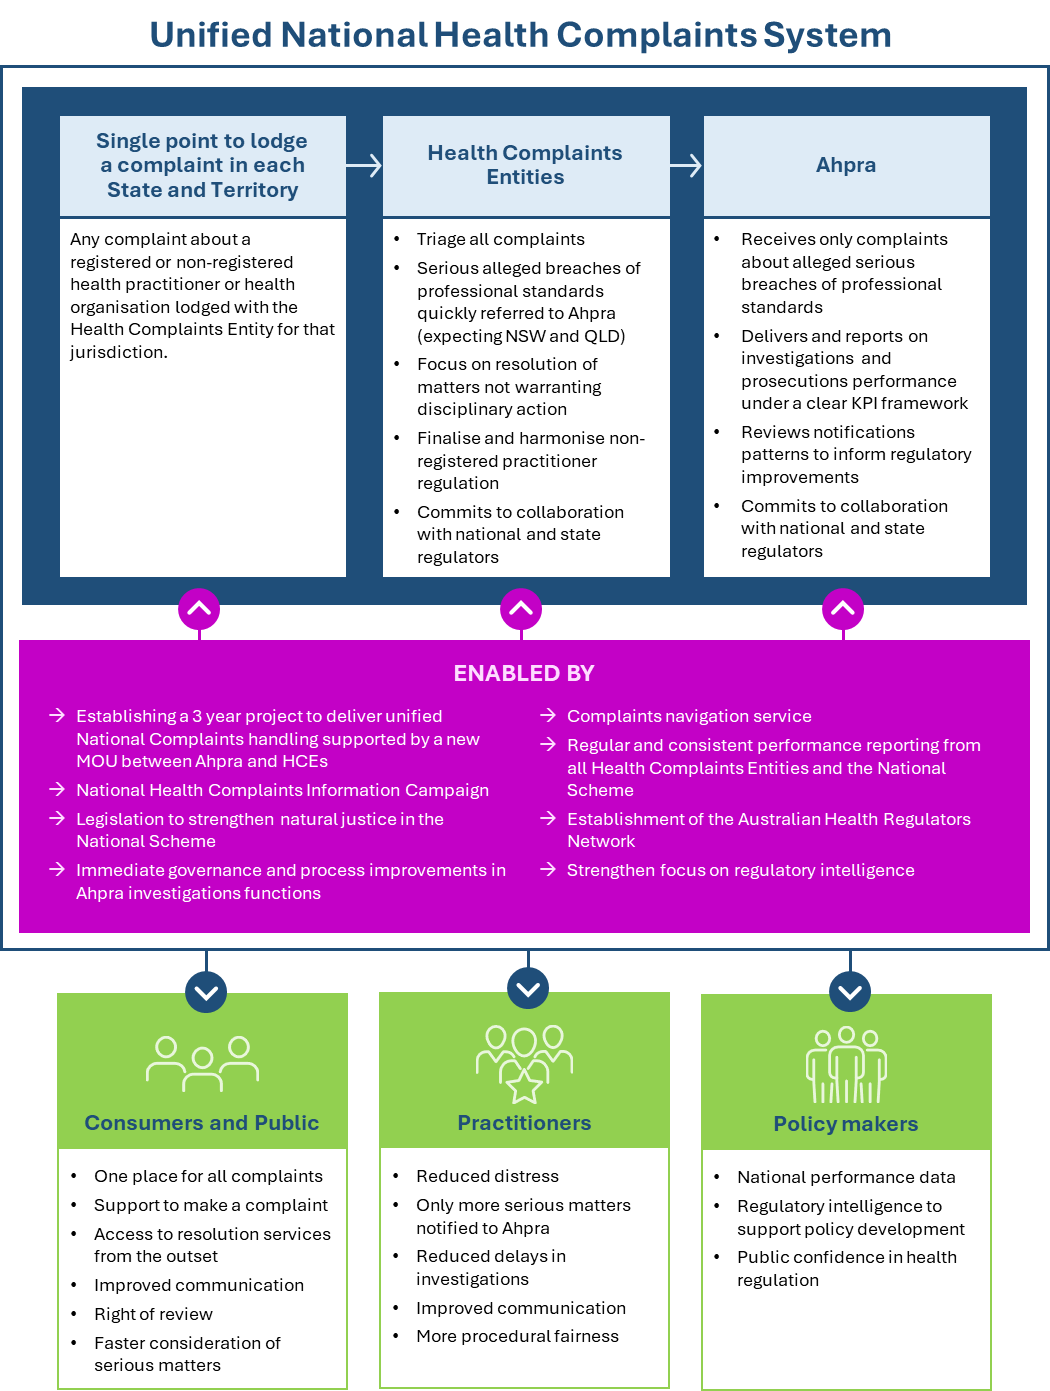 Unified National Health Complaints System
Single point to lodge
a complaint in each
State and Territory
Any complaint about a
registered or non-registered
health practitioner or health
organisation lodged with the
Health Complaints Entity for that
jurisdiction.
Health Complaints
Entities
• Triage all complaints
• Serious alleged breaches of
professional standards
quickly referred to Ahpra
(expecting NSW and QLD)
• Focus on resolution of
matters not warranting
disciplinary action
• Finalise and harmonise non-
registered practitioner
regulation
• Commits to collaboration
with national and state
regulators
Ahpra
• Receives only complaints
about alleged serious
breaches of professional
standards
• Delivers and reports on
investigations and
prosecutions performance
under a clear KPI framework
• Reviews notifications
patterns to inform regulatory
improvements
• Commits to collaboration
with national and state
regulators
ENABLED BY
→ Establishing a 3 year project to deliver unified
National Complaints handling supported by a new
MOU between Ahpra and HCEs
→ National Health Complaints Information Campaign
→ Legislation to strengthen natural justice in the
National Scheme
→ Immediate governance and process improvements in
Ahpra investigations functions
→ Complaints navigation service
→ Regular and consistent performance reporting from
all Health Complaints Entities and the National
Scheme
→ Establishment of the Australian Health Regulators
Network
→ Strengthen focus on regulatory intelligence
Consumers and Public
• One place for all complaints
• Support to make a complaint
• Access to resolution services
from the outset
• Improved communication
• Right of review
• Faster consideration of
serious matters
Practitioners
• Reduced distress
• Only more serious matters
notified to Ahpra
• Reduced delays in
investigations
• Improved communication
• More procedural fairness
Policy makers
• National performance data
• Regulatory intelligence to
support policy development
• Public confidence in health
regulation